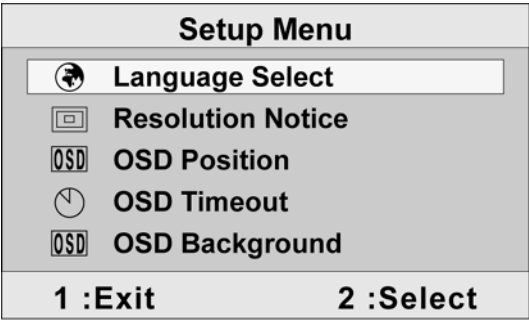 Setup Menu
Language Select
Resolution Notice
OSD OSD Position
OSD Timeout
OSD OSD Background
1 :Exit 2 :Select